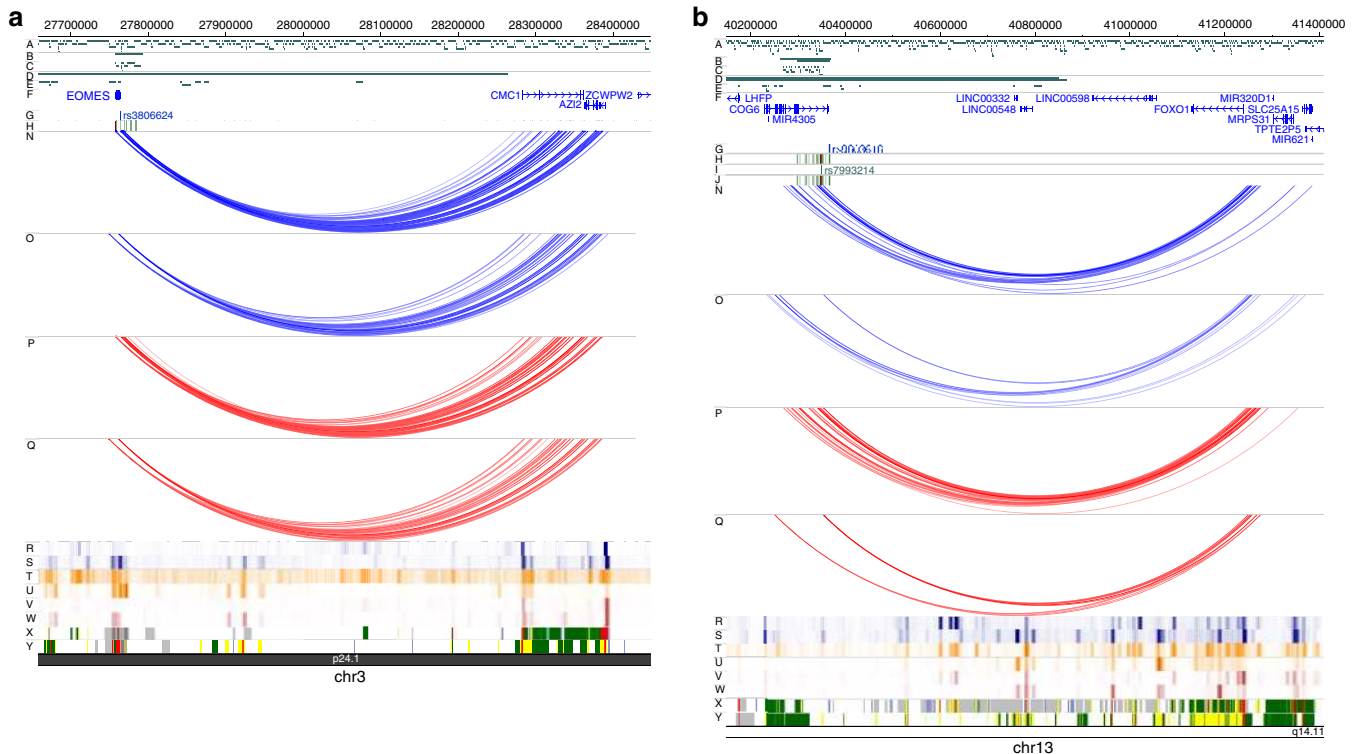 a
27700000 27800000 27900000 28000000 28100000 28200000 28300000 28400000
A
B
C
D
E
F
EOMES CMC1 ZCWPW2
AZI2
G rs3806624
H
N
O
P
Q
R
S
T
U
V
W
X
Y
p24.1
chr3
b
40200000 40400000 40600000 40800000 41000000 41200000 41400000
A
B
C
D
E
F LHFP LINC00332 LINC00598 MIR320D1
COG6 LINC00548 FOXO1 SLC25A15
MIR4305 MRPS31
TPTE2P5
MIR621
G
H
I rs7993214
J
N
O
P
Q
R
S
T
U
V
W
X
Y
q14.11
chr13